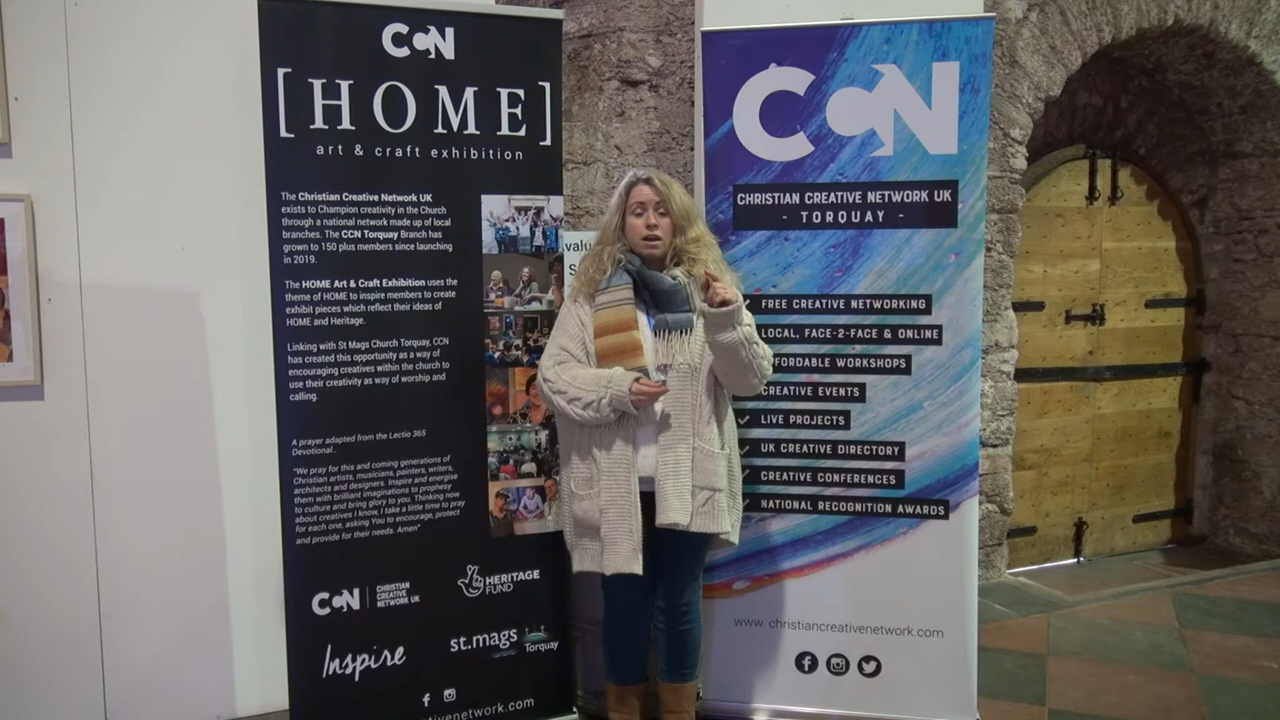 CCN
[HOME]
art & craft exhibition
The Christian Creative Network UK
exists to Champion creativity in the Church
through a national network made up of local
branches. The CCN Torquay Branch has
grown to 150 plus members since launching
in 2019.
The HOME Art & Craft Exhibition uses the
theme of HOME to inspire members to create
exhibit pieces which reflect their ideas of
HOME and Heritage.
Linking with St Mags Church Torquay, CCN
has created this opportunity as a way of
encouraging creatives within the church to
use their creativity as way of worship and
calling.
A prayer adapted from the Lectio 365
Devotional..
"We pray for this and coming generations of
Christian artists, musicians, painters, writers,
architects and designers. Inspire and energise
them with brilliant imaginations to prophesy
to culture and bring glory to you. Thinking now
about creatives I know, I take a little time to pray
for each one, asking You to encourage, protect
and provide for their needs. Amen"
CCN CHRISTIAN
CREATIVE
NETWORK UK
HERITAGE
FUND
Inspire
st.mags
Torquay
tivenetwork.com
valu
S
CCN
CHRISTIAN CREATIVE NETWORK UK
- TORQUAY -
FREE CREATIVE NETWORKING
LOCAL, FACE-2-FACE & ONLINE
FFORDABLE WORKSHOPS
CREATIVE EVENTS
LIVE PROJECTS
UK CREATIVE DIRECTORY
CREATIVE CONFERENCES
NATIONAL RECOGNITION AWARDS
www. christiancreativenetwork.com